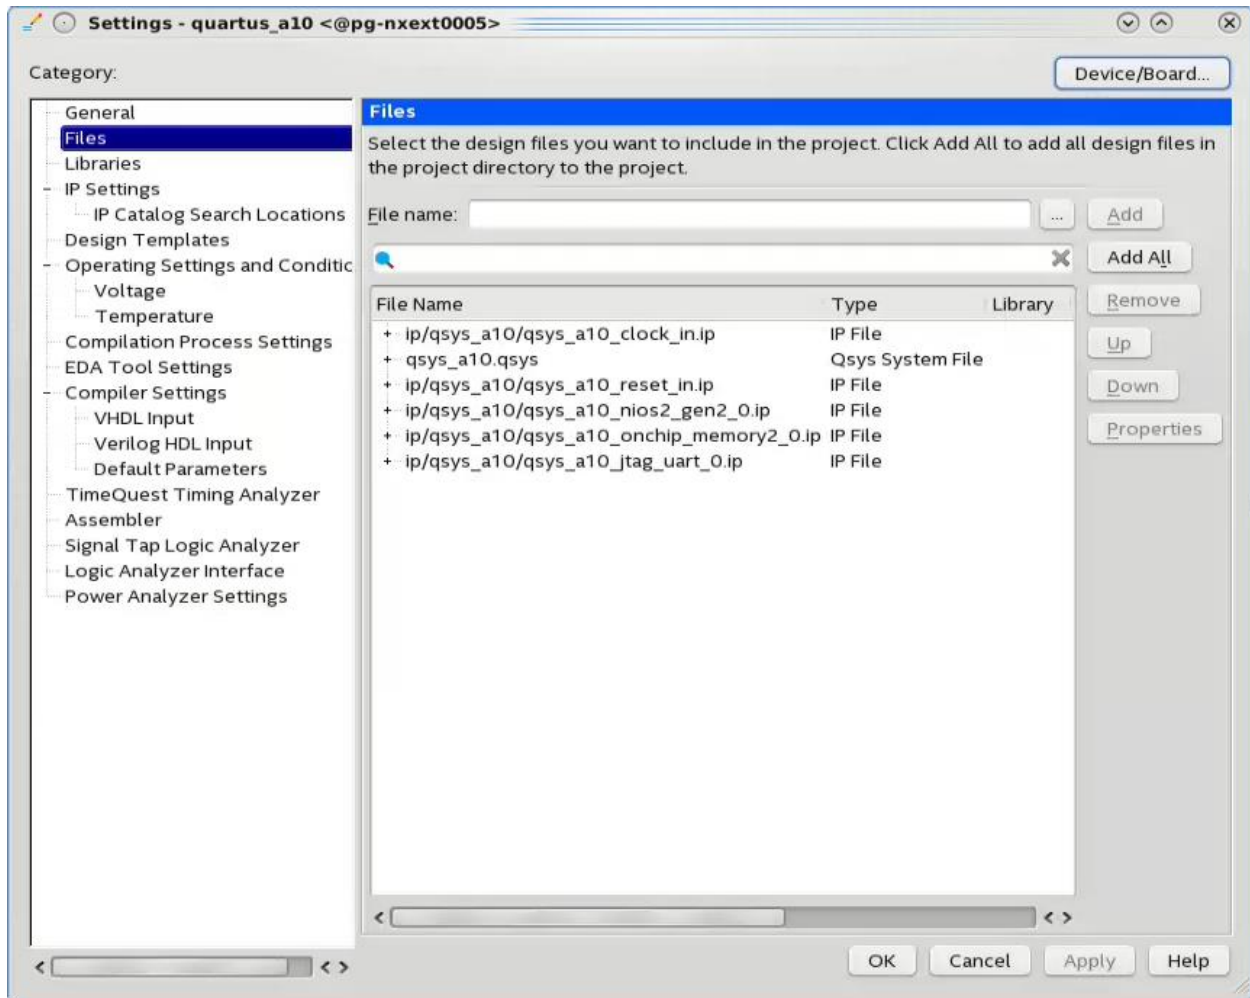 Settings - quartus_a10 <@pg-nxext0005>
Category:
Device/Board...
General
Files
Libraries
IP Settings
IP Catalog Search Locations
Design Templates
Operating Settings and Conditic
Voltage
Temperature
Compilation Process Settings
EDA Tool Settings
Compiler Settings
VHDL Input
Verilog HDL Input
Default Parameters
TimeQuest Timing Analyzer
Assembler
Signal Tap Logic Analyzer
Logic Analyzer Interface
Power Analyzer Settings
Files
Select the design files you want to include in the project. Click Add All to add all design files in
the project directory to the project.
File name: ... Add
Add All
File Name Type Library
Remove
Up
Down
Properties
ip/qsys_a10/qsys_a10_clock_in.ip IP File
qsys_a10.qsys Qsys System File
ip/qsys_a10/qsys_a10_reset_in.ip IP File
ip/qsys_a10/qsys_a10_nios2_gen2_0.ip IP File
ip/qsys_a10/qsys_a10_onchip_memory2_0.ip IP File
ip/qsys_a10/qsys_a10_jtag_uart_0.ip IP File
OK Cancel Apply Help